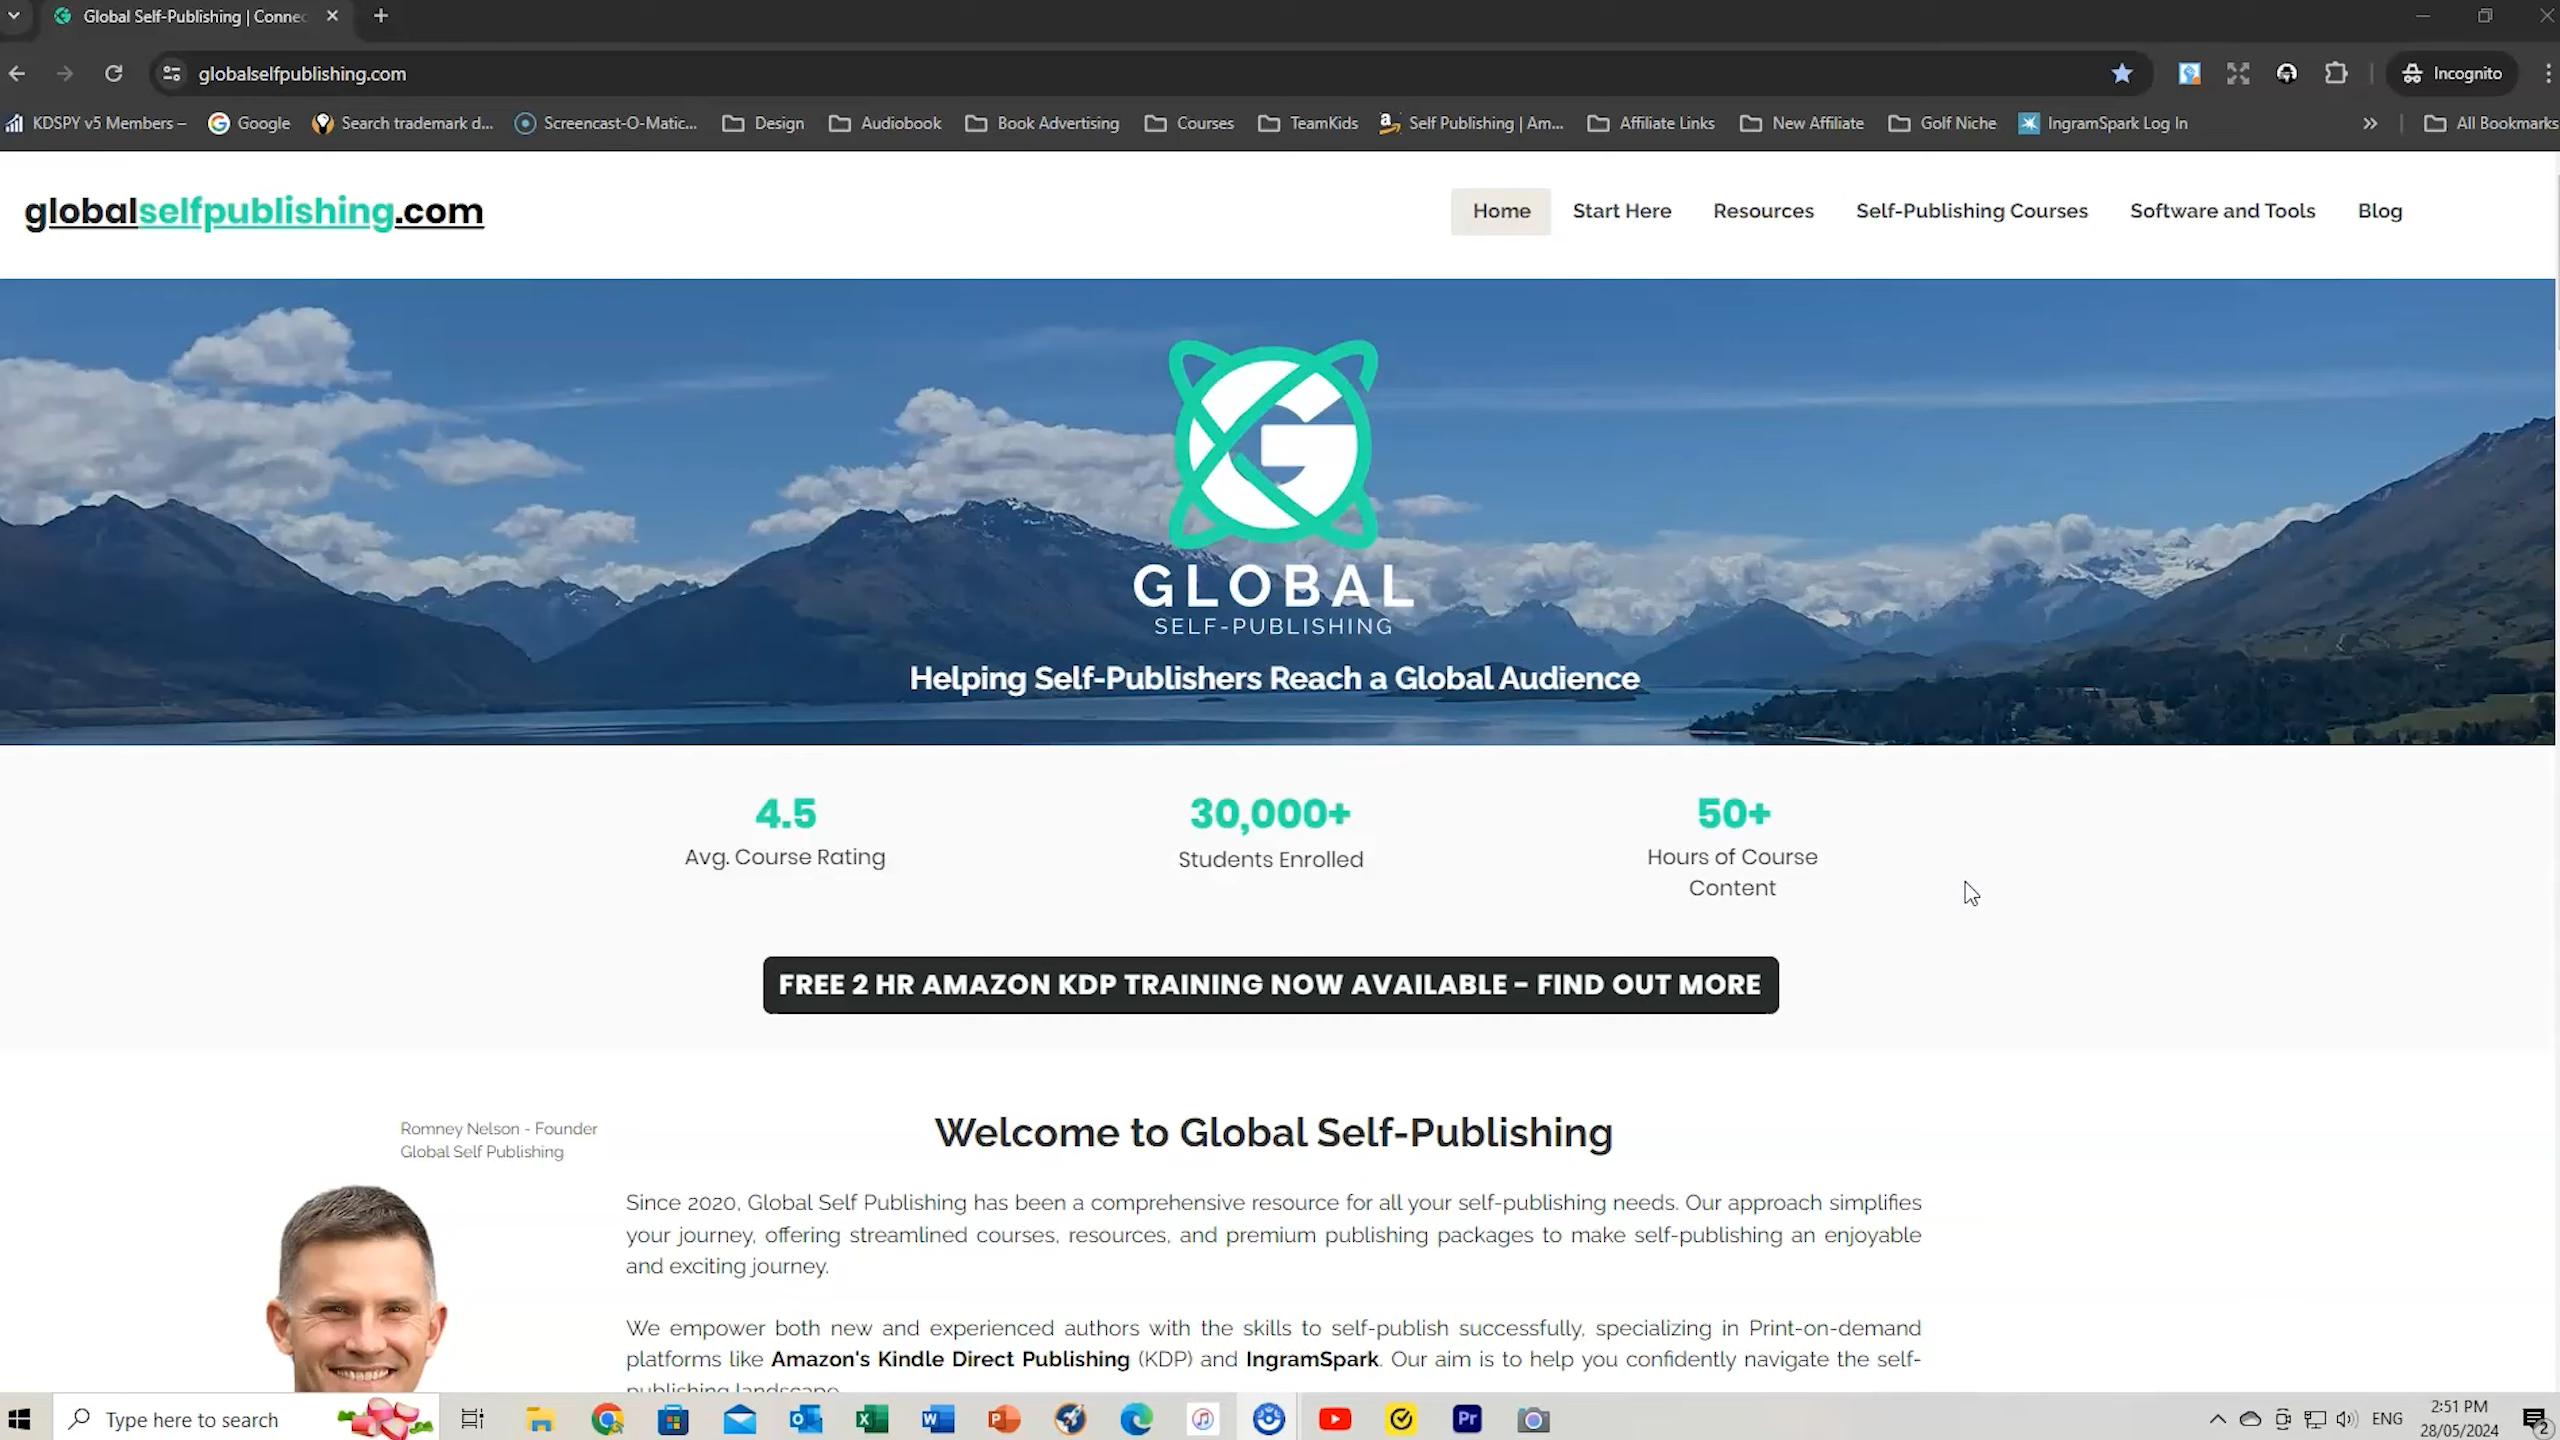 Global Self-Publishing | Connec
globalselfpublishing.com
Incognito
KDSPY v5 Members –
Google
Search trademark d...
Screencast-O-Matic...
Design
Audiobook
Book Advertising
Courses
TeamKids
Self Publishing | Am...
Affiliate Links
New Affiliate
Golf Niche
IngramSpark Log In
All Bookmarks
globalselfpublishing.com
Home
Start Here
Resources
Self-Publishing Courses
Software and Tools
Blog
G
GLOBAL
SELF-PUBLISHING
Helping Self-Publishers Reach a Global Audience
4.5
Avg. Course Rating
30,000+
Students Enrolled
50+
Hours of Course
Content
FREE 2 HR AMAZON KDP TRAINING NOW AVAILABLE - FIND OUT MORE
Romney Nelson - Founder
Global Self Publishing
Welcome to Global Self-Publishing
Since 2020, Global Self Publishing has been a comprehensive resource for all your self-publishing needs. Our approach simplifies
your journey, offering streamlined courses, resources, and premium publishing packages to make self-publishing an enjoyable
and exciting journey.
We empower both new and experienced authors with the skills to self-publish successfully, specializing in Print-on-demand
platforms like Amazon's Kindle Direct Publishing (KDP) and IngramSpark. Our aim is to help you confidently navigate the self-
publishing landscape
Type here to search
ENG
2:51 PM
28/05/2024
2